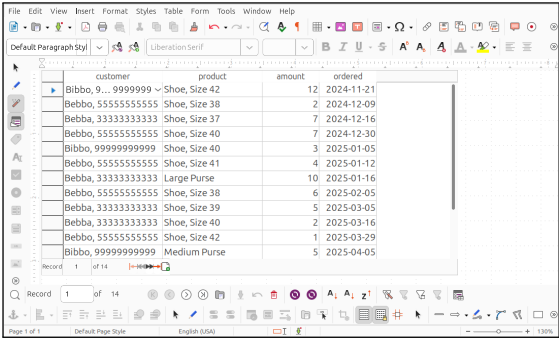 File Edit View Insert Format Styles Table Form Tools Window Help
Default Paragraph Styl Liberation Serif
customer product amount ordered
Bibbo, 9... 9999999 Shoe, Size 42 12 2024-11-21
Bebbo, 55555555555 Shoe, Size 38 2 2024-12-09
Bebba, 33333333333 Shoe, Size 37 7 2024-12-16
Bebbo, 55555555555 Shoe, Size 40 7 2024-12-30
Bibbo, 99999999999 Shoe, Size 40 3 2025-01-05
Bebbo, 55555555555 Shoe, Size 41 4 2025-01-12
Bebba, 33333333333 Large Purse 10 2025-01-16
Bebbo, 55555555555 Shoe, Size 38 6 2025-02-05
Bebba, 33333333333 Shoe, Size 39 5 2025-03-05
Bebba, 33333333333 Shoe, Size 40 2 2025-03-16
Bebbo, 55555555555 Shoe, Size 42 1 2025-03-29
Bibbo, 99999999999 Medium Purse 5 2025-04-05
Record 1 of 14
Record 1 of 14
Page 1 of 1 Default Page Style English (USA) 130%